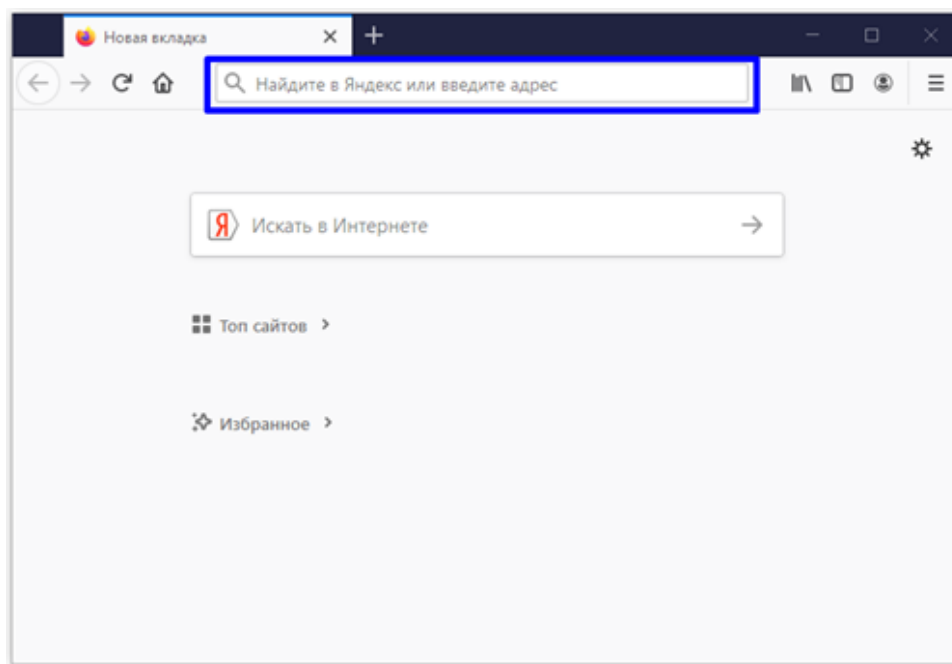 Новая вкладка
Найдите в Яндекс или введите адрес
Я Искать в Интернете
Топ сайтов
Избранное